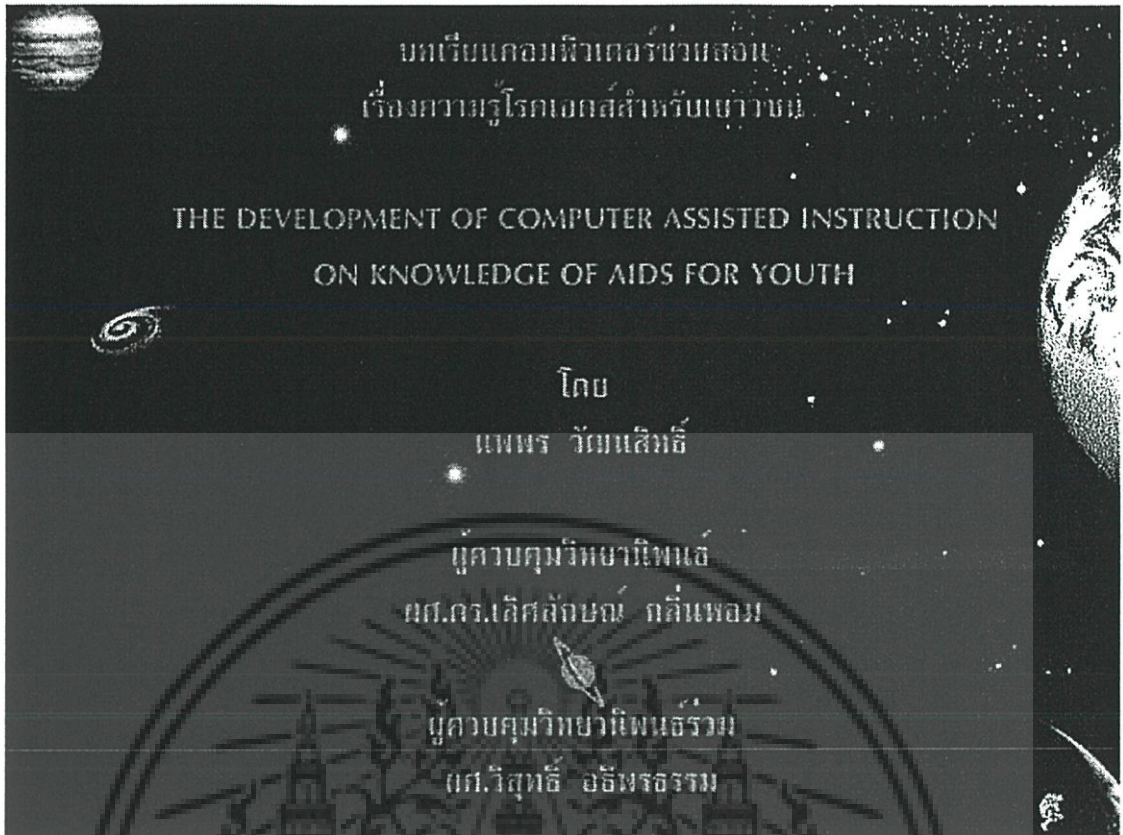 บทเรียนคอมพิวเตอร์ช่วยสอน
เรื่องความรู้โรคเอดส์สำหรับเยาวชน
THE DEVELOPMENT OF COMPUTER ASSISTED INSTRUCTION
ON KNOWLEDGE OF AIDS FOR YOUTH
โดย
แพพร วัฒนสิทธิ์
ผู้ควบคุมวิทยานิพนธ์
ผศ.ดร.เลิศลักษณ์ กลิ่นหอม
ผู้ควบคุมวิทยานิพนธ์ร่วม
ผศ.วิสุทธิ์ อธิพรธรรม